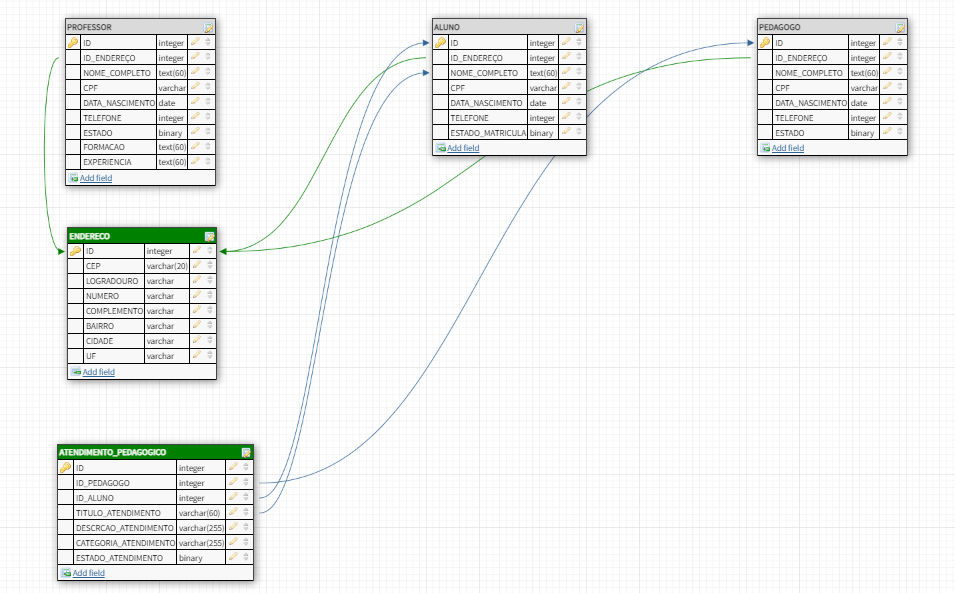 PROFESSOR
ID integer
ID_ENDEREÇO integer
NOME_COMPLETO text(60)
CPF varchar
DATA_NASCIMENTO date
TELEFONE integer
ESTADO binary
FORMACAO text(60)
EXPERIENCIA text(60)
Add field
ALUNO
ID integer
ID_ENDEREÇO integer
NOME_COMPLETO text(60)
CPF varchar
DATA_NASCIMENTO date
TELEFONE integer
ESTADO_MATRICULA binary
Add field
PEDAGOGO
ID integer
ID_ENDEREÇO integer
NOME_COMPLETO text(60)
CPF varchar
DATA_NASCIMENTO date
TELEFONE integer
ESTADO binary
Add field
ENDERECO
ID integer
CEP varchar(20)
LOGRADOURO varchar
NUMERO varchar
COMPLEMENTO varchar
BAIRRO varchar
CIDADE varchar
UF varchar
Add field
ATENDIMENTO_PEDAGOGICO
ID integer
ID_PEDAGOGO integer
ID_ALUNO integer
TITULO_ATENDIMENTO varchar(60)
DESCRCAO_ATENDIMENTO varchar(255)
CATEGORIA_ATENDIMENTO varchar(255)
ESTADO_ATENDIMENTO binary
Add field